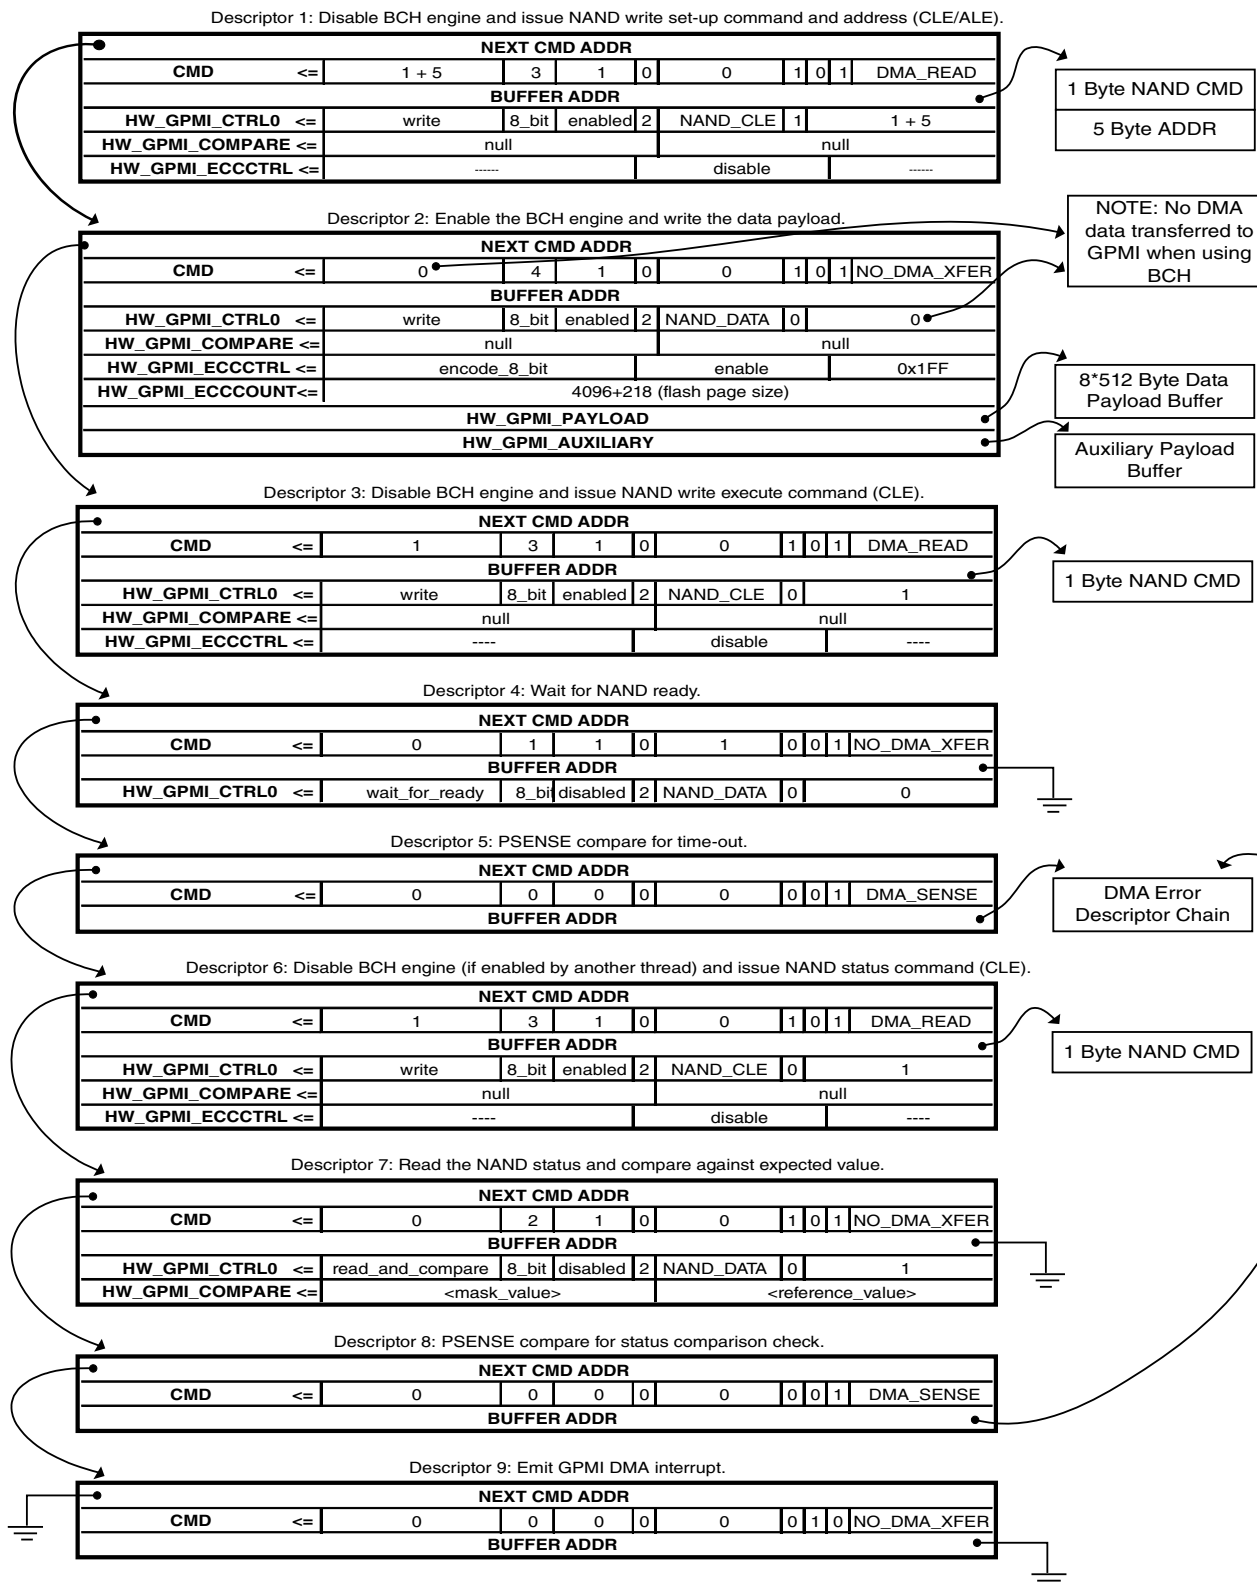 Descriptor 1: Disable BCH engine and issue NAND write set-up command and address (CLE/ALE).
NEXT CMD ADDR
CMD <= 1 + 5 3 1 0 0 1 0 1 DMA_READ
BUFFER ADDR
HW_GPMI_CTRL0 <= write 8_bit enabled 2 NAND_CLE 1 1 + 5
HW_GPMI_COMPARE <= null null
HW_GPMI_ECCCTRL <= ------ disable ------
1 Byte NAND CMD
5 Byte ADDR
Descriptor 2: Enable the BCH engine and write the data payload.
NEXT CMD ADDR
CMD <= 0 4 1 0 0 1 0 1 NO_DMA_XFER
BUFFER ADDR
HW_GPMI_CTRL0 <= write 8_bit enabled 2 NAND_DATA 0 0
HW_GPMI_COMPARE <= null null
HW_GPMI_ECCCTRL <= encode_8_bit enable 0x1FF
HW_GPMI_ECCCOUNT<= 4096+218 (flash page size)
HW_GPMI_PAYLOAD
HW_GPMI_AUXILIARY
NOTE: No DMA
data transferred to
GPMI when using
BCH
8*512 Byte Data
Payload Buffer
Auxiliary Payload
Buffer
Descriptor 3: Disable BCH engine and issue NAND write execute command (CLE).
NEXT CMD ADDR
CMD <= 1 3 1 0 0 1 0 1 DMA_READ
BUFFER ADDR
HW_GPMI_CTRL0 <= write 8_bit enabled 2 NAND_CLE 0 1
HW_GPMI_COMPARE <= null null
HW_GPMI_ECCCTRL <= ---- disable ----
1 Byte NAND CMD
Descriptor 4: Wait for NAND ready.
NEXT CMD ADDR
CMD <= 0 1 1 0 1 0 0 1 NO_DMA_XFER
BUFFER ADDR
HW_GPMI_CTRL0 <= wait_for_ready 8_bit disabled 2 NAND_DATA 0 0
Descriptor 5: PSENSE compare for time-out.
NEXT CMD ADDR
CMD <= 0 0 0 0 0 0 0 1 DMA_SENSE
BUFFER ADDR
DMA Error
Descriptor Chain
Descriptor 6: Disable BCH engine (if enabled by another thread) and issue NAND status command (CLE).
NEXT CMD ADDR
CMD <= 1 3 1 0 0 1 0 1 DMA_READ
BUFFER ADDR
HW_GPMI_CTRL0 <= write 8_bit enabled 2 NAND_CLE 0 1
HW_GPMI_COMPARE <= null null
HW_GPMI_ECCCTRL <= ---- disable ----
1 Byte NAND CMD
Descriptor 7: Read the NAND status and compare against expected value.
NEXT CMD ADDR
CMD <= 0 2 1 0 0 1 0 1 NO_DMA_XFER
BUFFER ADDR
HW_GPMI_CTRL0 <= read_and_compare 8_bit disabled 2 NAND_DATA 0 1
HW_GPMI_COMPARE <= <mask_value> <reference_value>
Descriptor 8: PSENSE compare for status comparison check.
NEXT CMD ADDR
CMD <= 0 0 0 0 0 0 0 1 DMA_SENSE
BUFFER ADDR
Descriptor 9: Emit GPMI DMA interrupt.
NEXT CMD ADDR
CMD <= 0 0 0 0 0 0 1 0 NO_DMA_XFER
BUFFER ADDR